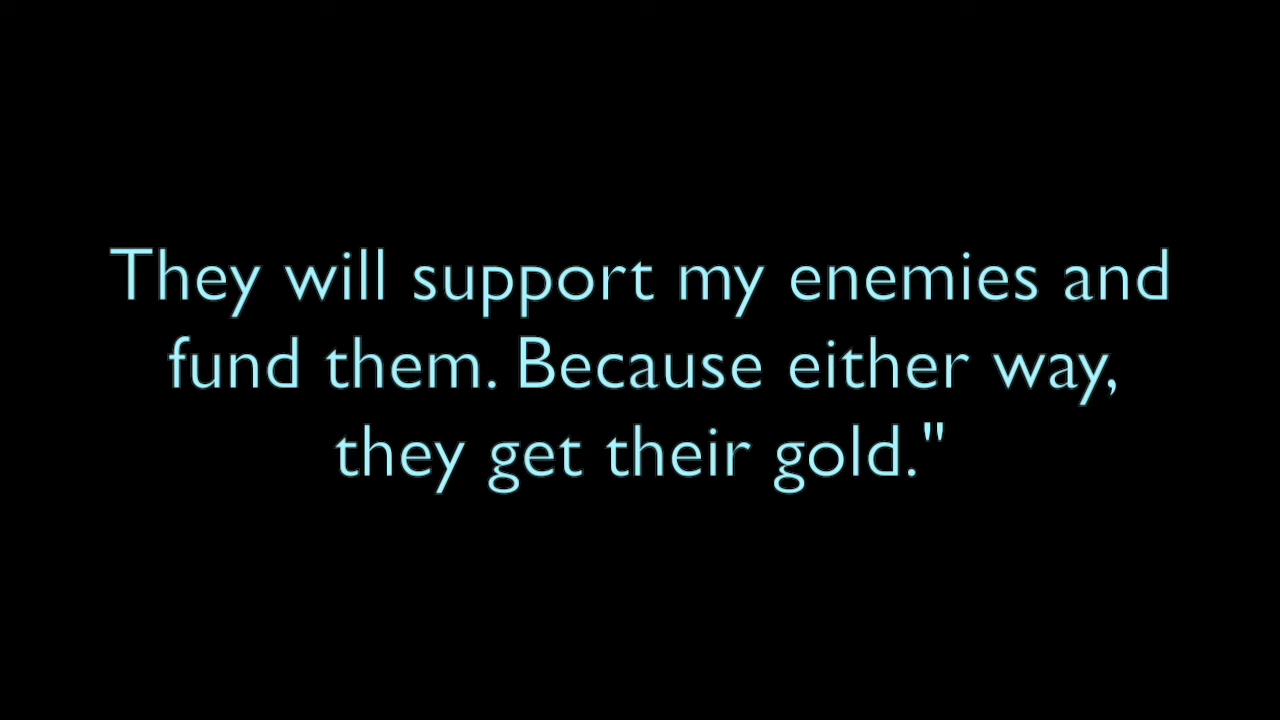 They will support my enemies and
fund them. Because either way,
they get their gold."